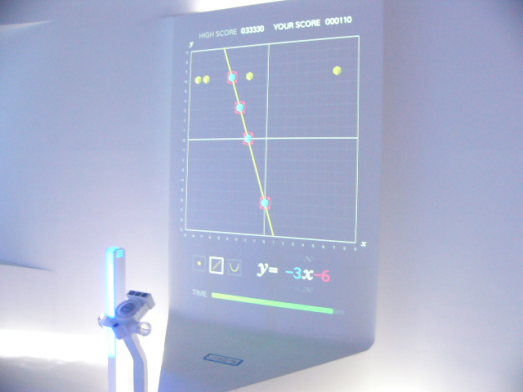 HIGH SCORE 033330 YOUR SCORE 000110
y
x
y= -3x-6
TIME